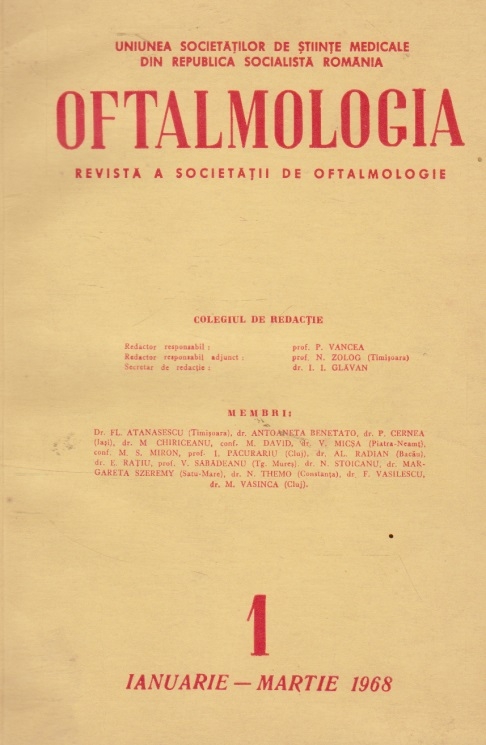 UNIUNEA SOCIETĂȚILOR DE ȘTIINȚE MEDICALE
DIN REPUBLICA SOCIALISTĂ ROMÂNIA
OFTALMOLOGIA
REVISTĂ A SOCIETĂȚII DE OFTALMOLOGIE
COLEGIUL DE REDACȚIE
Redactor responsabil : prof. P. VANCEA
Redactor responsabil adjunct : prof. N. ZOLOG (Timișoara)
Secretar de redacție : dr. I. I. GLĂVAN
MEMBRI:
Dr. FL. ATANASESCU (Timișoara), dr. ANTOANETA BENETATO, dr. P. CERNEA
(Iași), dr. M CHIRICEANU, conf. M. DAVID, dr. V. MICȘA (Piatra-Neamț),
conf. M. S. MIRON, prof. I. PĂCURARIU (Cluj), dr. AL. RADIAN (Bacău),
dr. E. RAȚIU, prof. V. SĂBĂDEANU (Tg. Mureș) dr. N. STOICANU, dr. MAR-
GARETA SZEREMY (Satu-Mare), dr. N. THEMO (Constanța), dr. F. VASILESCU,
dr. M. VASINCA (Cluj).
1
IANUARIE — MARTIE 1968